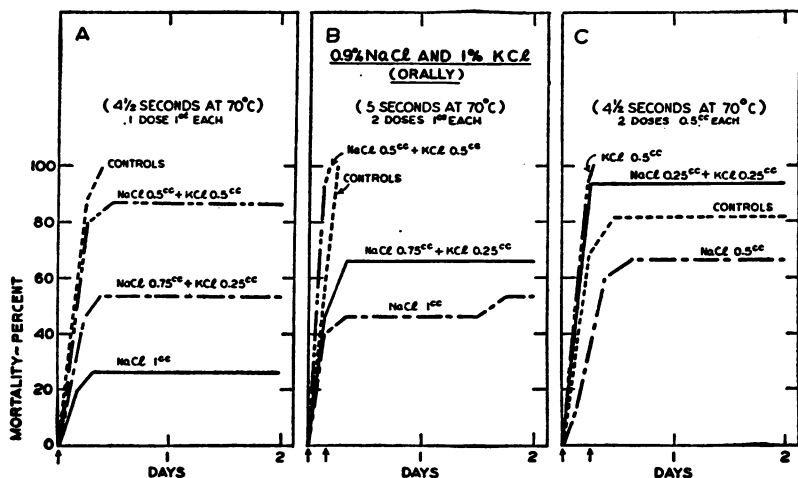 A
(4½ SECONDS AT 70°C)
1 DOSE 1cc EACH
CONTROLS
NaCl 0.5cc + KCl 0.5cc
NaCl 0.75cc + KCl 0.25cc
NaCl 1cc
B
0.9% NaCl AND 1% KCl
(ORALLY)
(5 SECONDS AT 70°C)
2 DOSES 1cc EACH
NaCl 0.5cc + KCl 0.5cc
CONTROLS
NaCl 0.75cc + KCl 0.25cc
NaCl 1cc
C
(4½ SECONDS AT 70°C)
2 DOSES 0.5cc EACH
KCl 0.5cc
NaCl 0.25cc + KCl 0.25cc
CONTROLS
NaCl 0.5cc
MORTALITY-PERCENT
100
80
60
40
20
0
1
2
DAYS
0
1
2
DAYS
0
1
2
DAYS